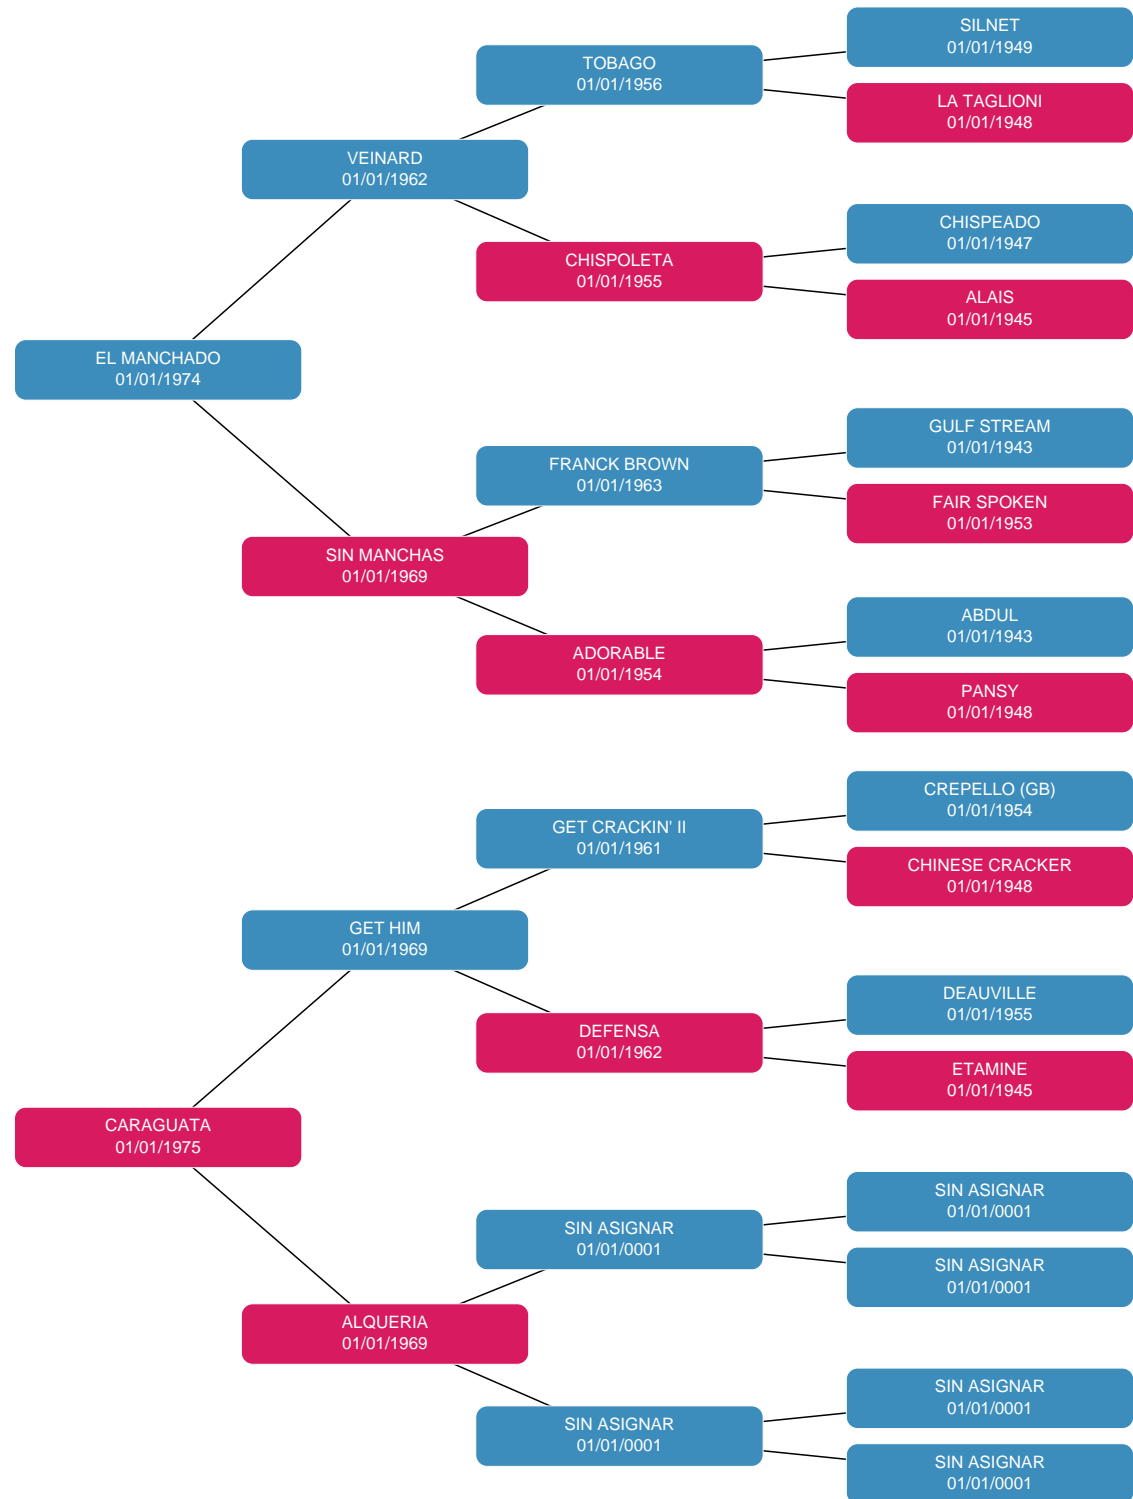 SILNET
01/01/1949
TOBAGO
01/01/1956
LA TAGLIONI
01/01/1948
VEINARD
01/01/1962
CHISPEADO
01/01/1947
CHISPOLETA
01/01/1955
ALAIS
01/01/1945
EL MANCHADO
01/01/1974
GULF STREAM
01/01/1943
FRANCK BROWN
01/01/1963
FAIR SPOKEN
01/01/1953
SIN MANCHAS
01/01/1969
ABDUL
01/01/1943
ADORABLE
01/01/1954
PANSY
01/01/1948
CREPELLO (GB)
01/01/1954
GET CRACKIN' II
01/01/1961
CHINESE CRACKER
01/01/1948
GET HIM
01/01/1969
DEAUVILLE
01/01/1955
DEFENSA
01/01/1962
ETAMINE
01/01/1945
CARAGUATA
01/01/1975
SIN ASIGNAR
01/01/0001
SIN ASIGNAR
01/01/0001
SIN ASIGNAR
01/01/0001
ALQUERIA
01/01/1969
SIN ASIGNAR
01/01/0001
SIN ASIGNAR
01/01/0001
SIN ASIGNAR
01/01/0001